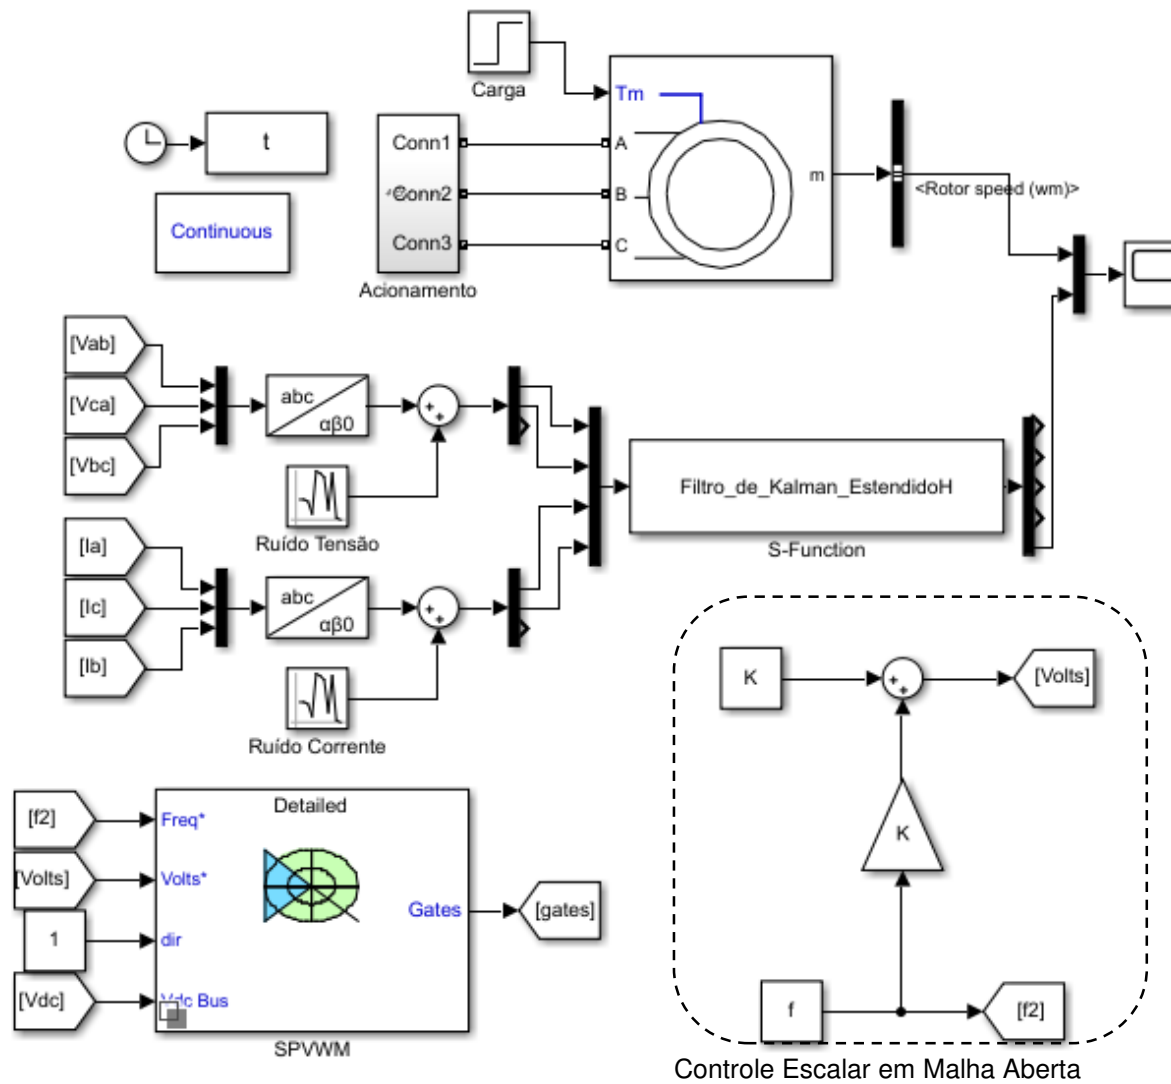 Carga
Tm
t
Conn1
A
Conn2
B
m
<Rotor speed (wm)>
Continuous
Conn3
C
Acionamento
[Vab]
[Vca]
[Vbc]
abc
αβ0
Ruído Tensão
Filtro_de_Kalman_EstendidoH
S-Function
[Ia]
[Ic]
[Ib]
abc
αβ0
Ruído Corrente
K
[Volts]
K
f
[f2]
Controle Escalar em Malha Aberta
[f2]
[Volts]
1
[Vdc]
Detailed
Freq*
Volts*
dir
Vdc Bus
Gates
[gates]
SPVWM